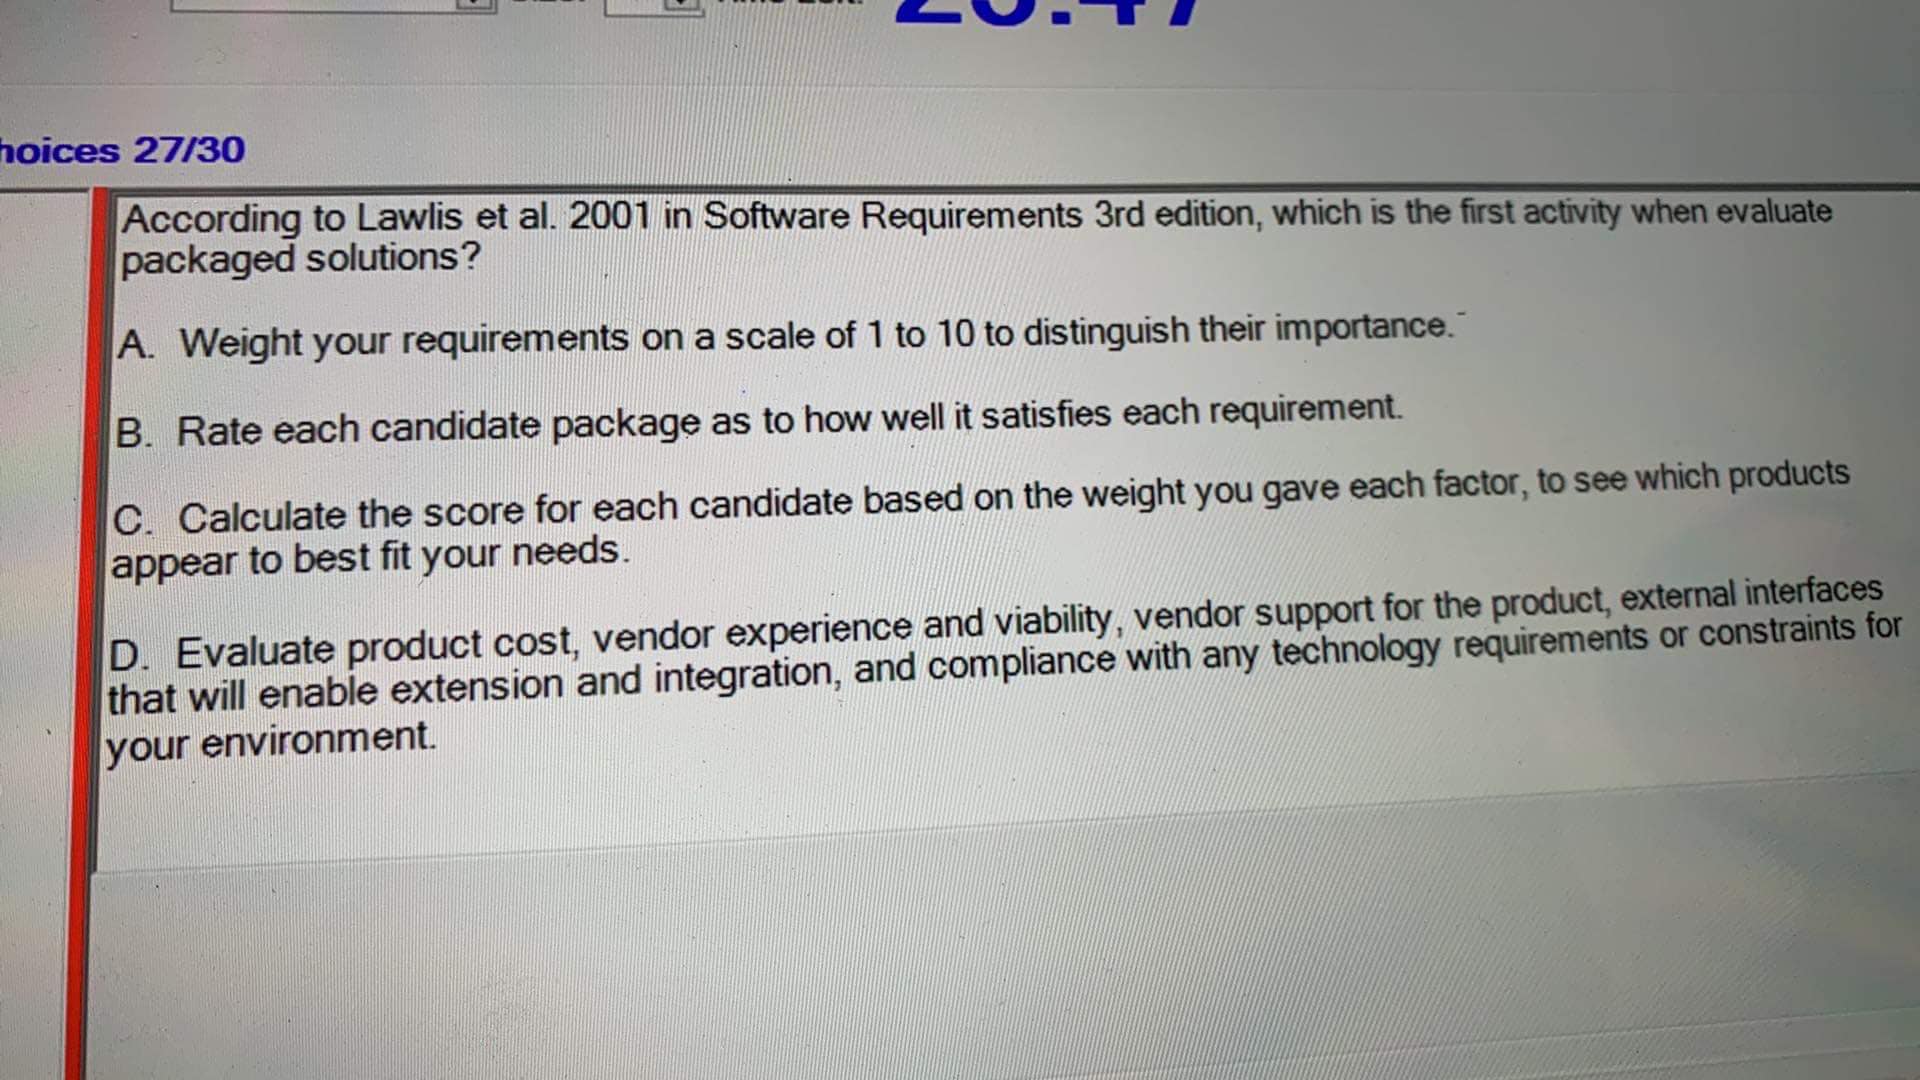 hoices 27/30
According to Lawlis et al. 2001 in Software Requirements 3rd edition, which is the first activity when evaluate
packaged solutions?
A. Weight your requirements on a scale of 1 to 10 to distinguish their importance.
B. Rate each candidate package as to how well it satisfies each requirement.
C. Calculate the score for each candidate based on the weight you gave each factor, to see which products
appear to best fit your needs.
D. Evaluate product cost, vendor experience and viability, vendor support for the product, external interfaces
that will enable extension and integration, and compliance with any technology requirements or constraints for
your environment.